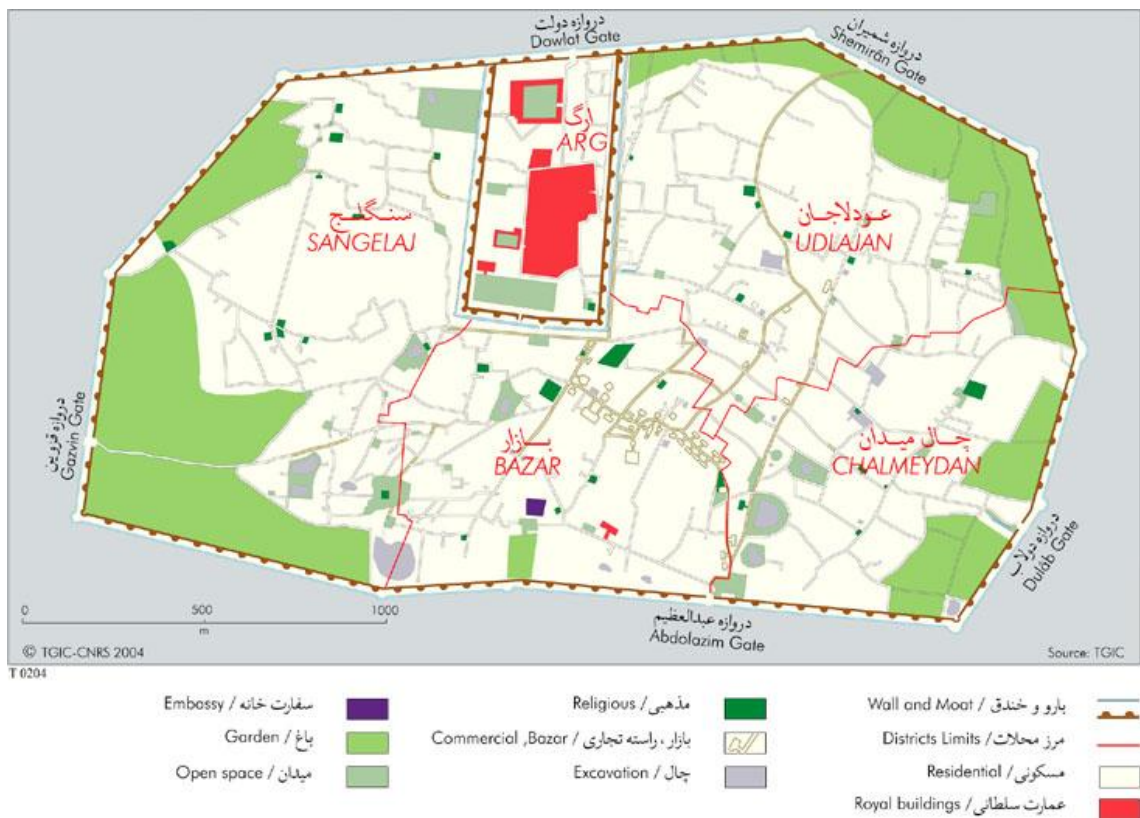 دروازه دولت
Dowlat Gate
دروازه شمیران
Shemirân Gate
ارگ
ARG
سنگلج
SANGELAJ
عودلاجان
UDLAJAN
دروازه قزوین
Gazvin Gate
بازار
BAZAR
چال میدان
CHALMEYDAN
دروازه دولاب
Dulâb Gate
دروازه عبدالعظیم
Abdolazim Gate
0 500 1000
m
© TGIC-CNRS 2004
Source: TGIC
T 0204
Embassy / سفارت خانه
Garden / باغ
Open space / میدان
Religious / مذهبی
Commercial ,Bazar / بازار ، راسته تجاری
Excavation / چال
Wall and Moat / بارو و خندق
Districts Limits / مرز محلات
Residential / مسکونی
Royal buildings / عمارت سلطانی